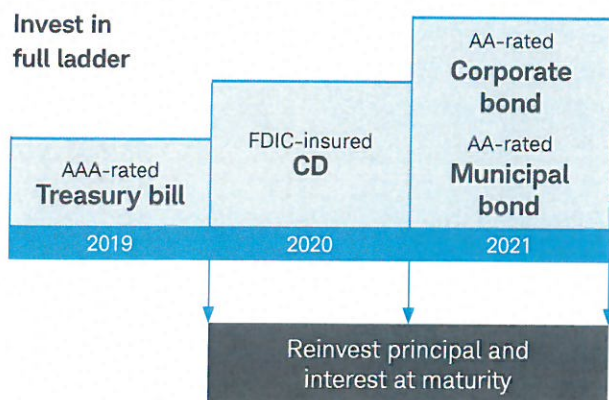 Invest in
full ladder
AAA-rated
Treasury bill
FDIC-insured
CD
AA-rated
Corporate
bond
AA-rated
Municipal
bond
2019
2020
2021
Reinvest principal and
interest at maturity